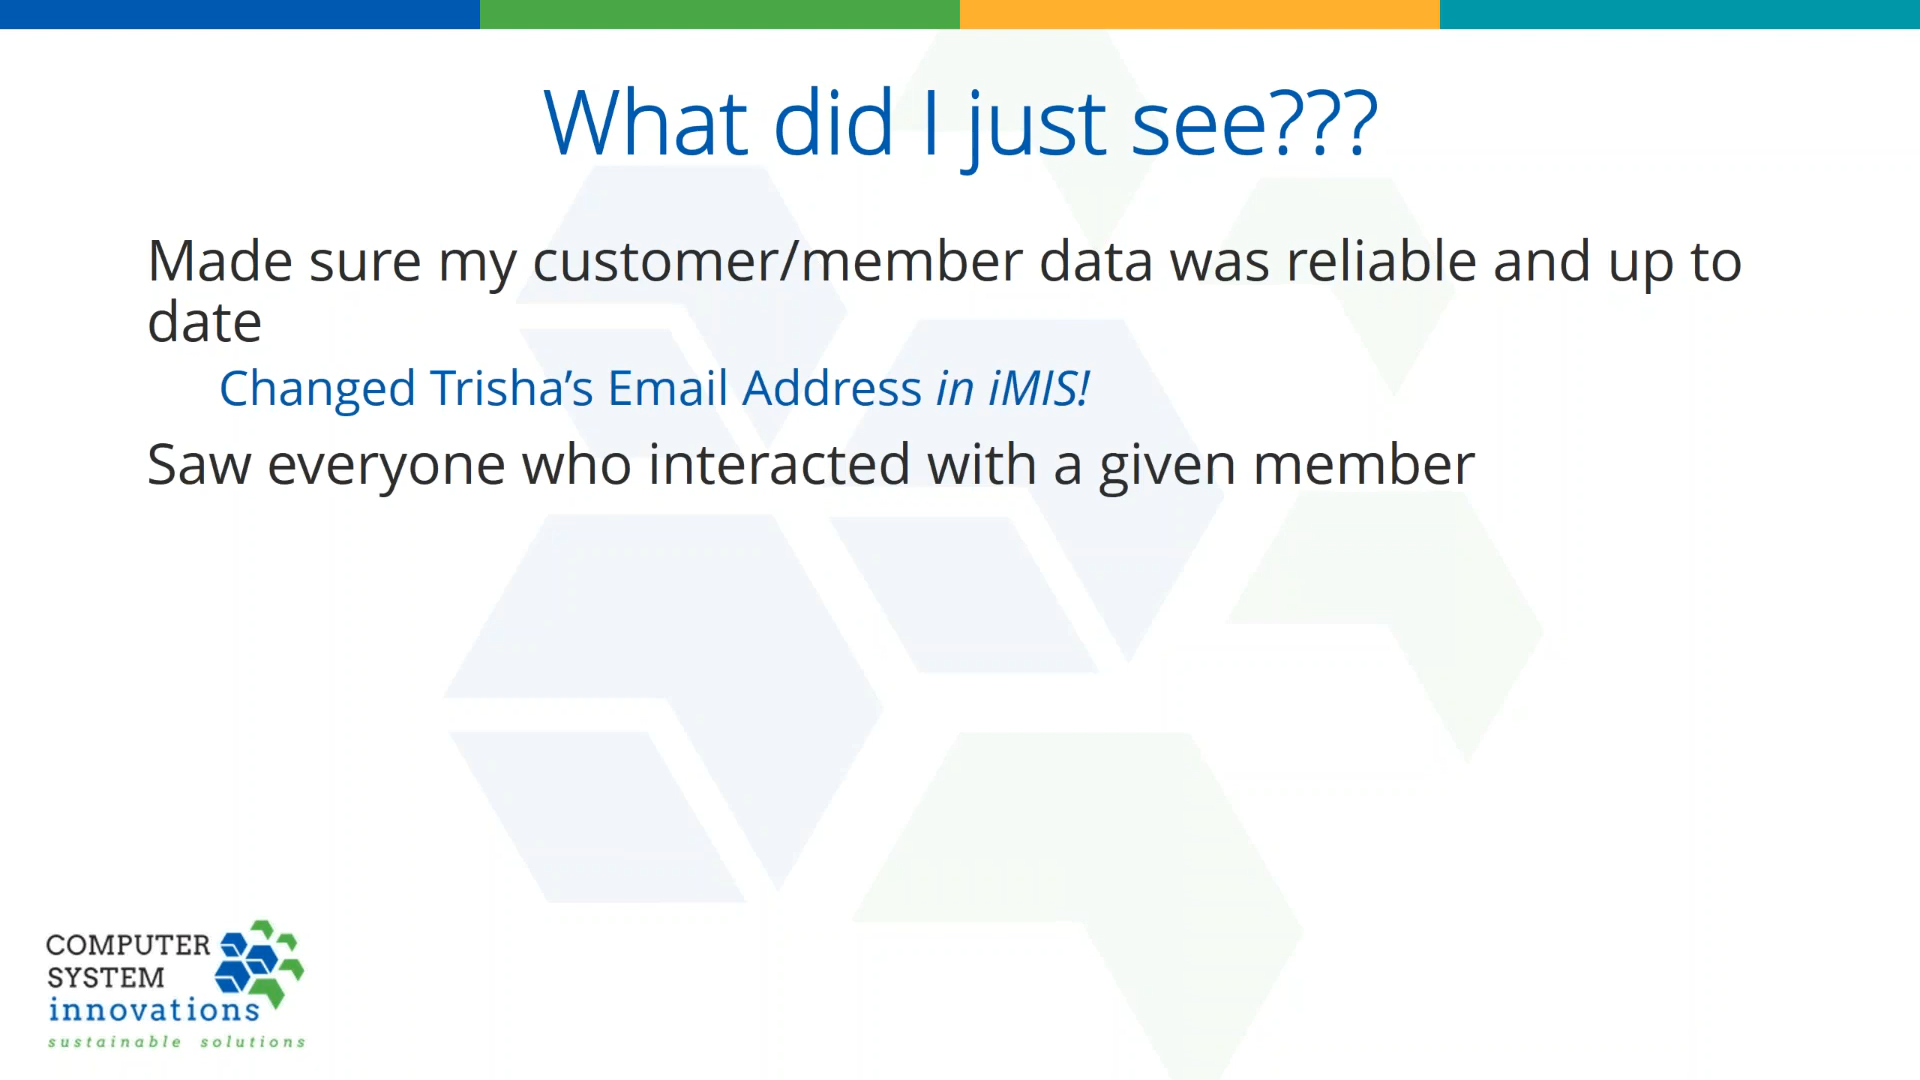 What did I just see???
Made sure my customer/member data was reliable and up to
date
Changed Trisha’s Email Address in iMIS!
Saw everyone who interacted with a given member
COMPUTER
SYSTEM
innovations
sustainable solutions